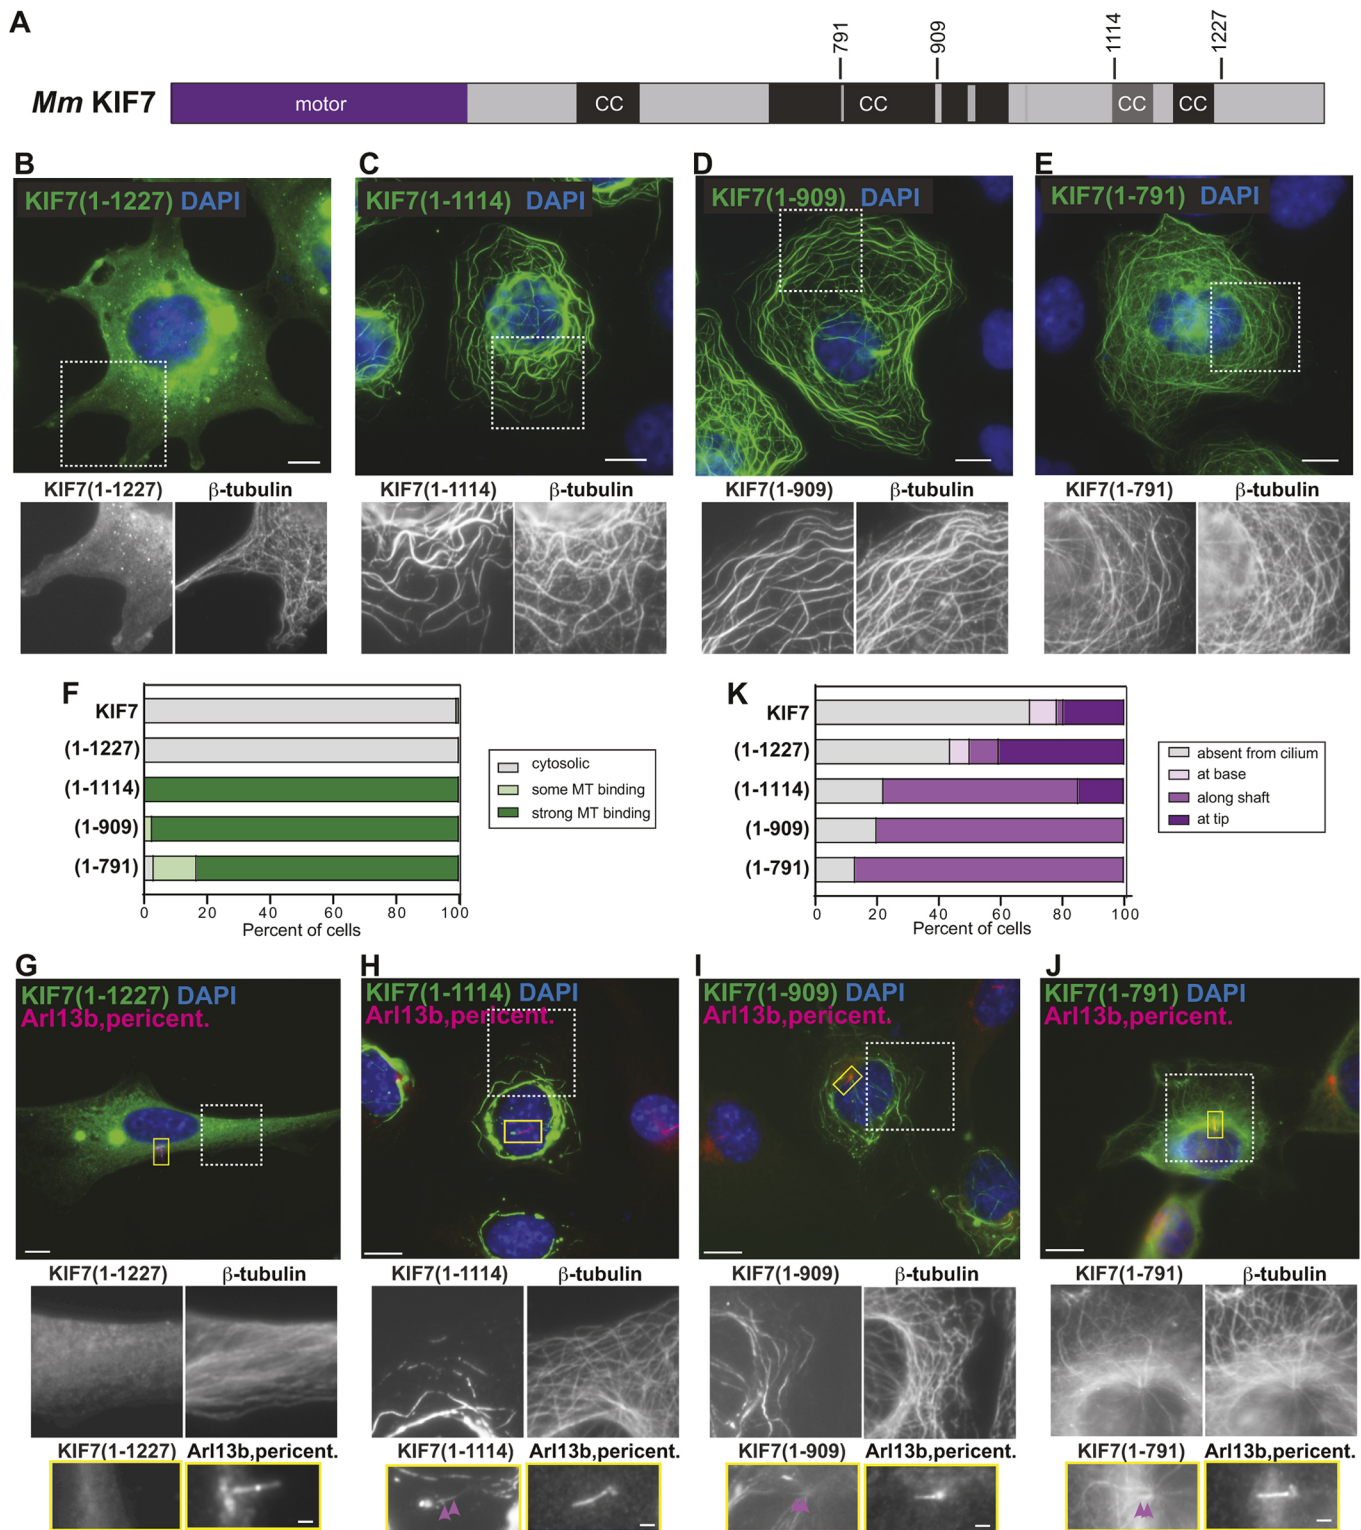 A
791
909
1114
1227
Mm KIF7
motor
CC
CC
CC
CC
B
C
D
E
KIF7(1-1227) DAPI
KIF7(1-1114) DAPI
KIF7(1-909) DAPI
KIF7(1-791) DAPI
KIF7(1-1227)
β-tubulin
KIF7(1-1114)
β-tubulin
KIF7(1-909)
β-tubulin
KIF7(1-791)
β-tubulin
F
KIF7
(1-1227)
(1-1114)
(1-909)
(1-791)
0 20 40 60 80 100
Percent of cells
cytosolic
some MT binding
strong MT binding
K
KIF7
(1-1227)
(1-1114)
(1-909)
(1-791)
0 20 40 60 80 100
Percent of cells
absent from cilium
at base
along shaft
at tip
G
H
I
J
KIF7(1-1227) DAPI
Arl13b,pericent.
KIF7(1-1114) DAPI
Arl13b,pericent.
KIF7(1-909) DAPI
Arl13b,pericent.
KIF7(1-791) DAPI
Arl13b,pericent.
KIF7(1-1227)
β-tubulin
KIF7(1-1114)
β-tubulin
KIF7(1-909)
β-tubulin
KIF7(1-791)
β-tubulin
KIF7(1-1227)
Arl13b,pericent.
KIF7(1-1114)
Arl13b,pericent.
KIF7(1-909)
Arl13b,pericent.
KIF7(1-791)
Arl13b,pericent.